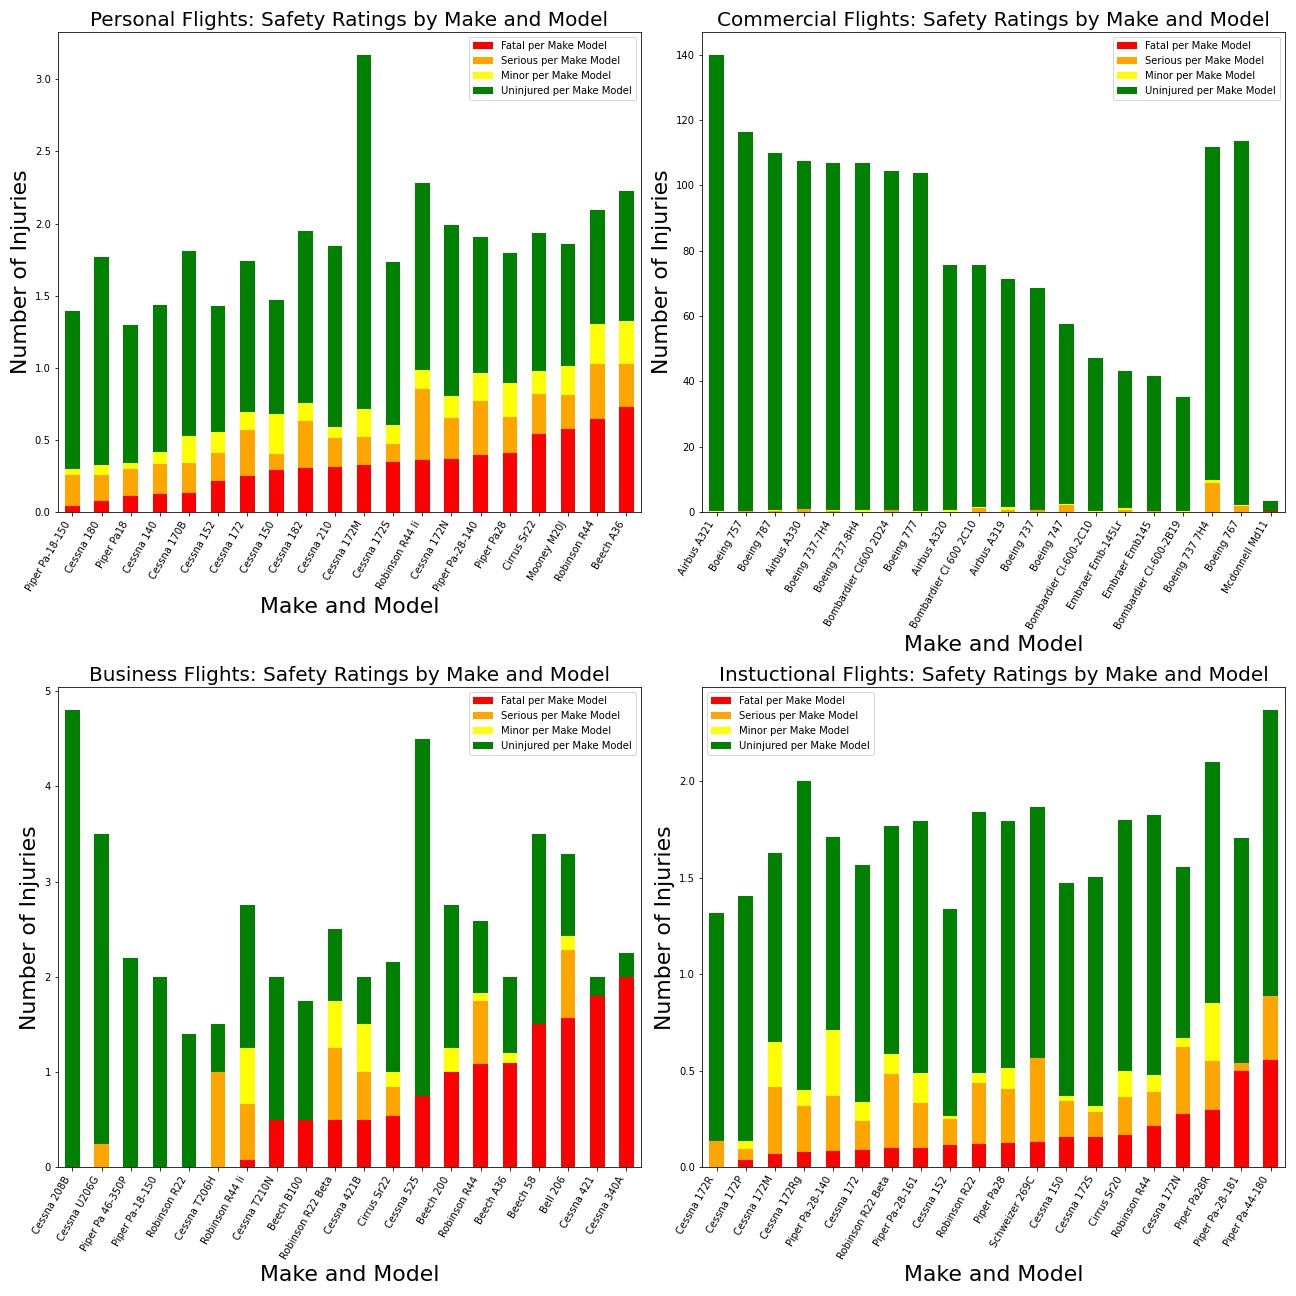 Personal Flights: Safety Ratings by Make and Model
Fatal per Make Model
Serious per Make Model
Minor per Make Model
Uninjured per Make Model
Number of Injuries
3.0
2.5
2.0
1.5
1.0
0.5
0.0
Piper Pa-18-150
Cessna 180
Piper Pa18
Cessna 140
Cessna 170B
Cessna 152
Cessna 172
Cessna 150
Cessna 182
Cessna 210
Cessna 172M
Cessna 172S
Robinson R44 Ii
Cessna 172N
Piper Pa-28-140
Piper Pa28
Cirrus Sr22
Mooney M20J
Robinson R44
Beech A36
Make and Model
Commercial Flights: Safety Ratings by Make and Model
Fatal per Make Model
Serious per Make Model
Minor per Make Model
Uninjured per Make Model
Number of Injuries
140
120
100
80
60
40
20
0
Airbus A321
Boeing 757
Boeing 787
Airbus A330
Boeing 737-7H4
Boeing 737-8H4
Bombardier Cl600 2D24
Boeing 777
Airbus A320
Bombardier Cl 600 2C10
Airbus A319
Boeing 737
Boeing 747
Bombardier Cl-600-2C10
Embraer Emb-145Lr
Embraer Emb145
Bombardier Cl-600-2B19
Boeing 737 7H4
Boeing 767
Mcdonnell Md11
Make and Model
Business Flights: Safety Ratings by Make and Model
Fatal per Make Model
Serious per Make Model
Minor per Make Model
Uninjured per Make Model
Number of Injuries
5
4
3
2
1
0
Cessna 208B
Cessna U206G
Piper Pa 46-350P
Piper Pa-18-150
Robinson R22
Cessna T206H
Robinson R44 Ii
Cessna T210N
Beech B100
Robinson R22 Beta
Cessna 421B
Cirrus Sr22
Cessna 525
Beech 200
Robinson R44
Beech A36
Beech 58
Bell 206
Cessna 421
Cessna 340A
Make and Model
Instuctional Flights: Safety Ratings by Make and Model
Fatal per Make Model
Serious per Make Model
Minor per Make Model
Uninjured per Make Model
Number of Injuries
2.0
1.5
1.0
0.5
0.0
Cessna 172R
Cessna 172P
Cessna 172M
Cessna 172Rg
Piper Pa-28-140
Cessna 172
Robinson R22 Beta
Piper Pa-28-161
Cessna 152
Robinson R22
Piper Pa28
Schweizer 269C
Cessna 150
Cessna 172S
Cirrus Sr20
Robinson R44
Cessna 172N
Piper Pa28R
Piper Pa-28-181
Piper Pa-44-180
Make and Model